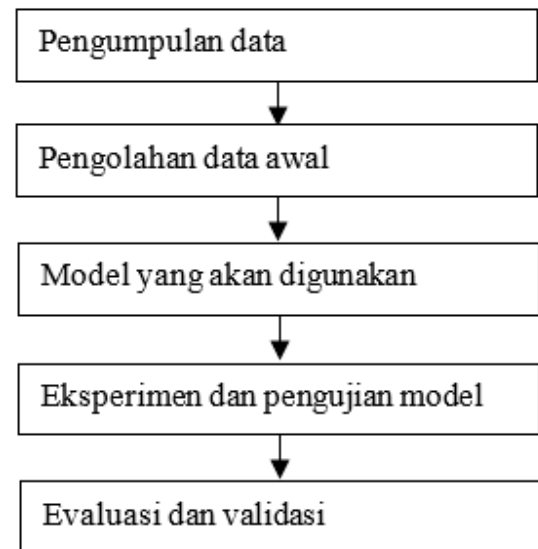 Pengumpulan data
Pengolahan data awal
Model yang akan digunakan
Eksperimen dan pengujian model
Evaluasi dan validasi